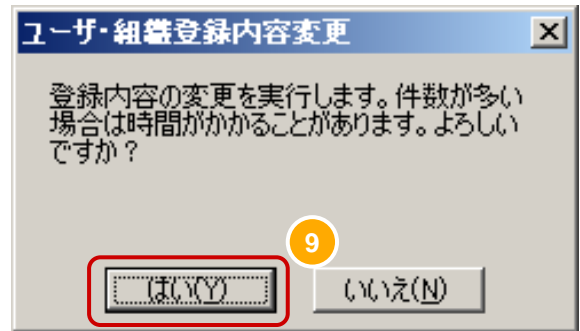 ユーザ・組織登録内容変更
登録内容の変更を実行します。件数が多い
場合は時間がかかることがあります。よろしい
ですか？
9
はい(Y)
いいえ(N)